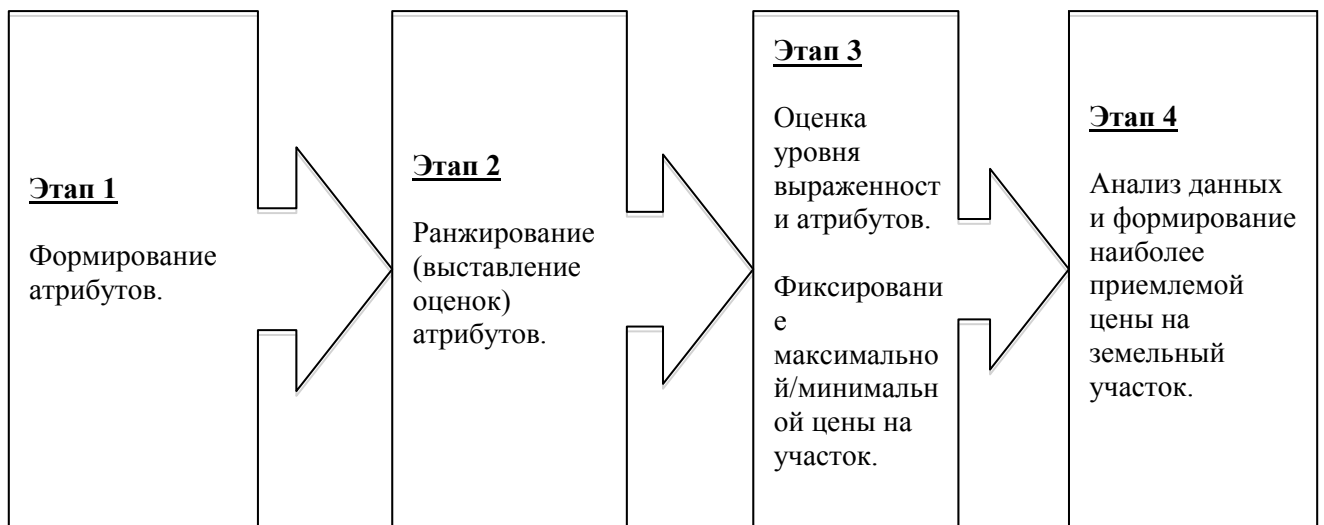 Этап 1
Формирование
атрибутов.
Этап 2
Ранжирование
(выставление
оценок)
атрибутов.
Этап 3
Оценка
уровня
выраженност
и атрибутов.
Фиксировани
е
максимально
й/минимальн
ой цены на
участок.
Этап 4
Анализ данных
и формирование
наиболее
приемлемой
цены на
земельный
участок.